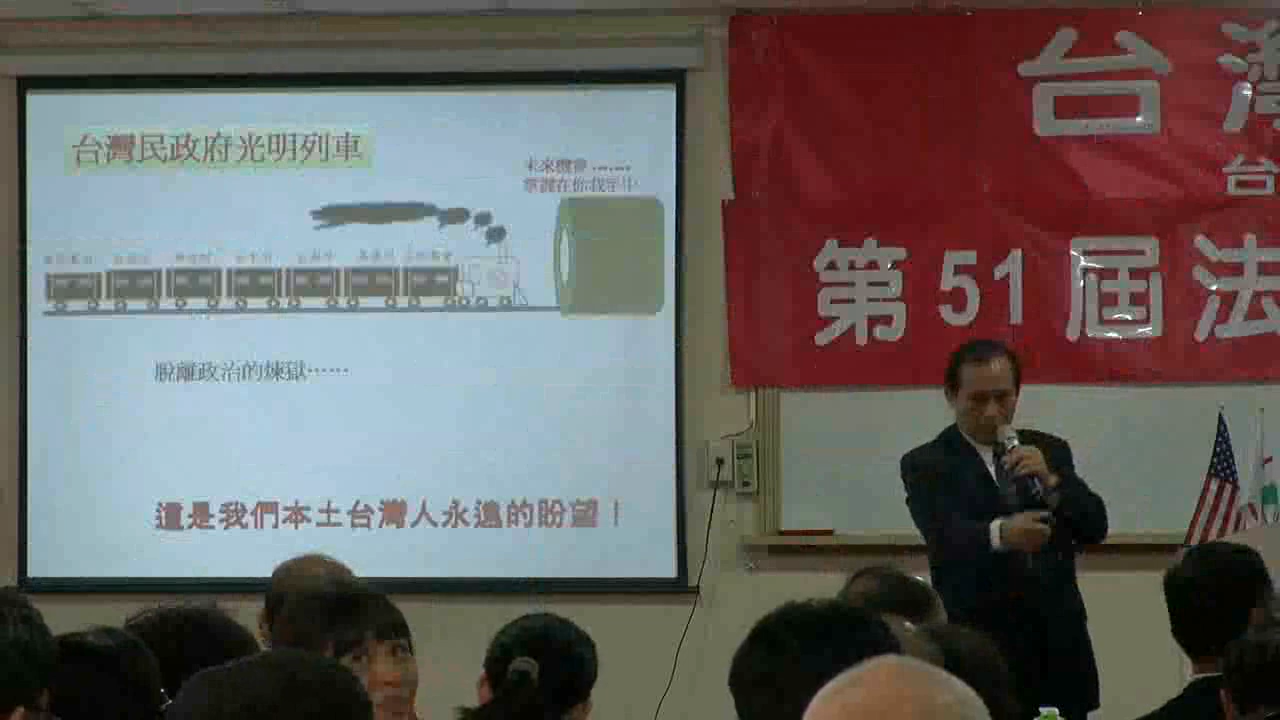 台灣民政府光明列車
未來機會……
掌握在你我手中
脫離政治的煉獄……
這是我們本土台灣人永遠的盼望！
台灣
台
第51屆法